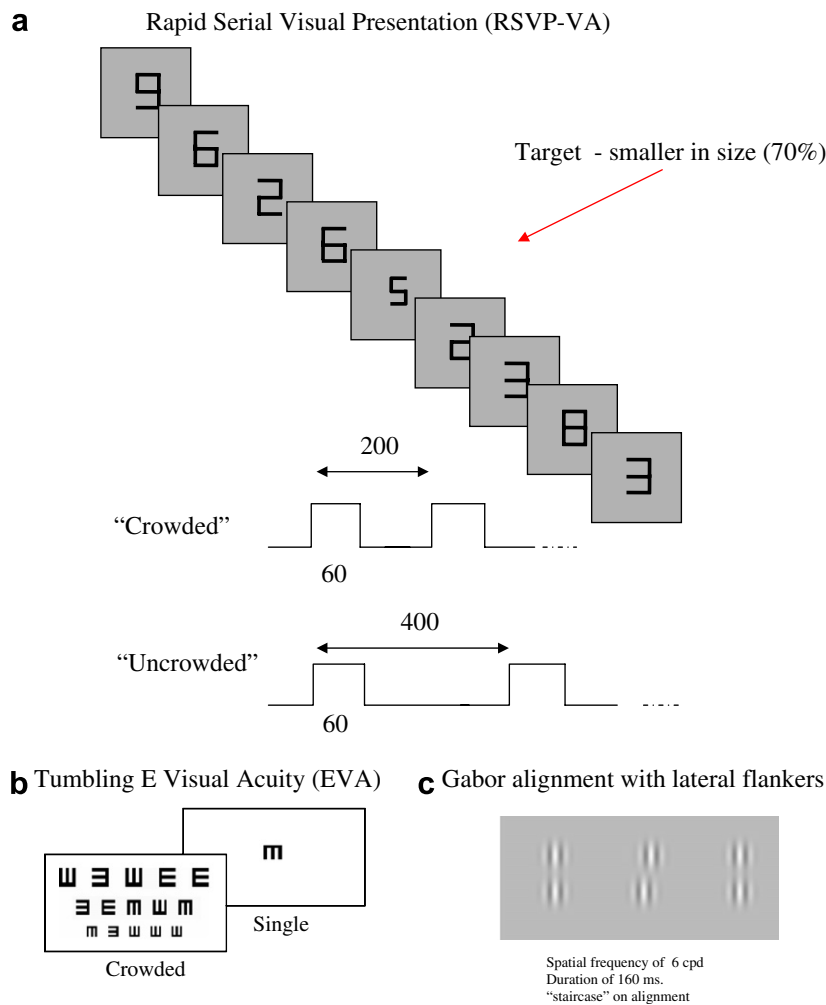 a Rapid Serial Visual Presentation (RSVP-VA)
9
6
2
6
5
2
3
8
3
Target - smaller in size (70%)
200
“Crowded”
60
400
“Uncrowded”
60
b Tumbling E Visual Acuity (EVA)
Single
Crowded
c Gabor alignment with lateral flankers
Spatial frequency of 6 cpd
Duration of 160 ms.
“staircase” on alignment